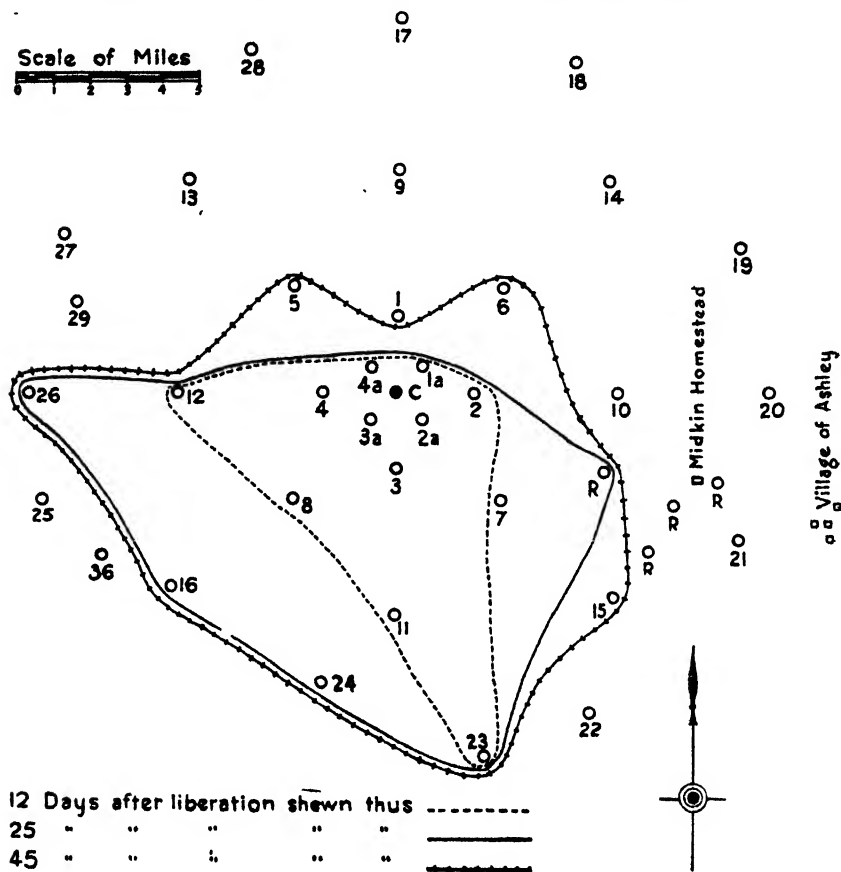 17
Scale of Miles
28
18
0 1 2 3 4 5
9
13
14
27
19
29
5
1
6
Midkin Homestead
Village of Ashley
4a
1a
26
12
4
C
2
10
20
3a
2a
3
R
R
25
8
7
R
36
R
21
16
15
11
24
22
23
12 Days after liberation shewn thus
25 " " " " "
45 " " " " "